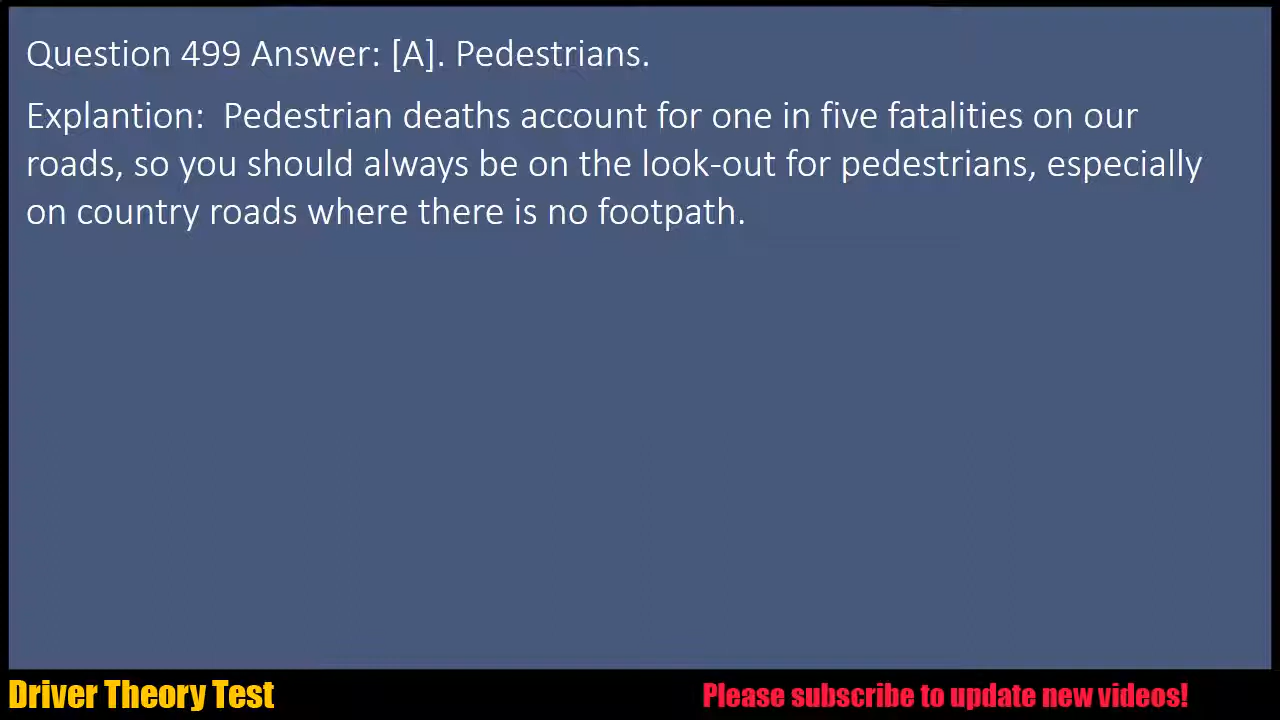 Question 499 Answer: [A]. Pedestrians.
Explantion:  Pedestrian deaths account for one in five fatalities on our
roads, so you should always be on the look-out for pedestrians, especially
on country roads where there is no footpath.
Driver Theory Test
Please subscribe to update new videos!